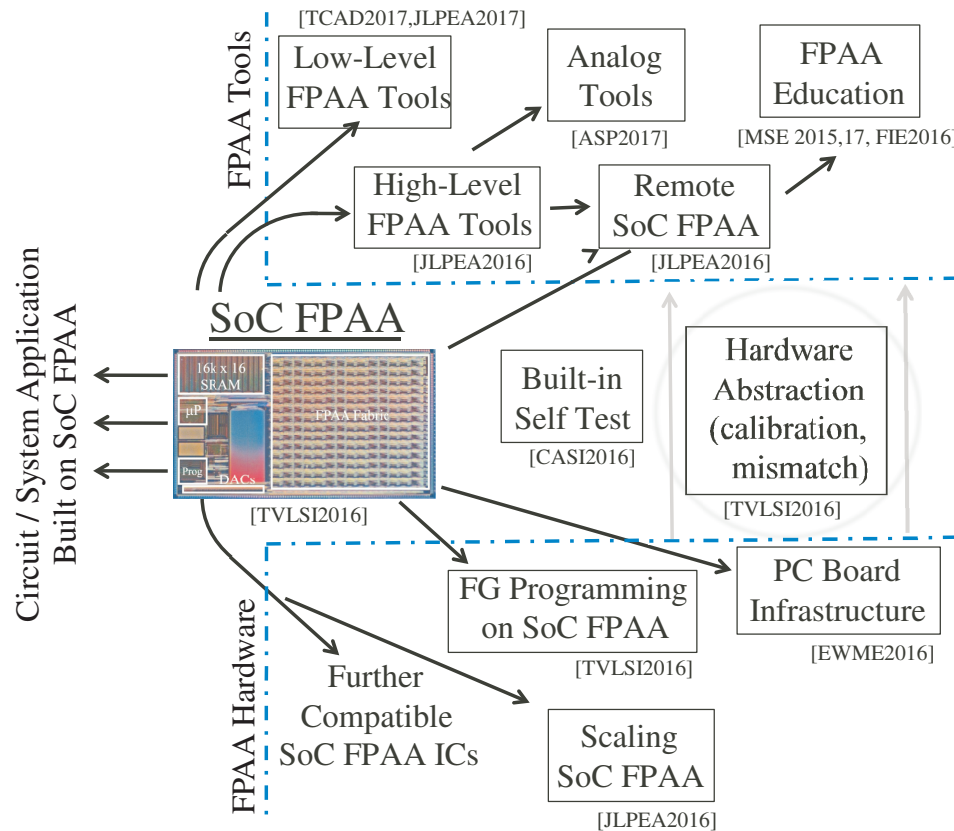 [TCAD2017,JLPEA2017]
Low-Level
FPAA Tools
Analog
Tools
[ASP2017]
FPAA
Education
[MSE 2015,17, FIE2016]
FPAA Tools
High-Level
FPAA Tools
[JLPEA2016]
Remote
SoC FPAA
[JLPEA2016]
SoC FPAA
16k x 16
SRAM
μP
FPAA Fabric
Prog
DACs
[TVLSI2016]
Circuit / System Application
Built on SoC FPAA
Built-in
Self Test
[CASI2016]
Hardware
Abstraction
(calibration,
mismatch)
[TVLSI2016]
FPAA Hardware
FG Programming
on SoC FPAA
[TVLSI2016]
PC Board
Infrastructure
[EWME2016]
Further
Compatible
SoC FPAA ICs
Scaling
SoC FPAA
[JLPEA2016]